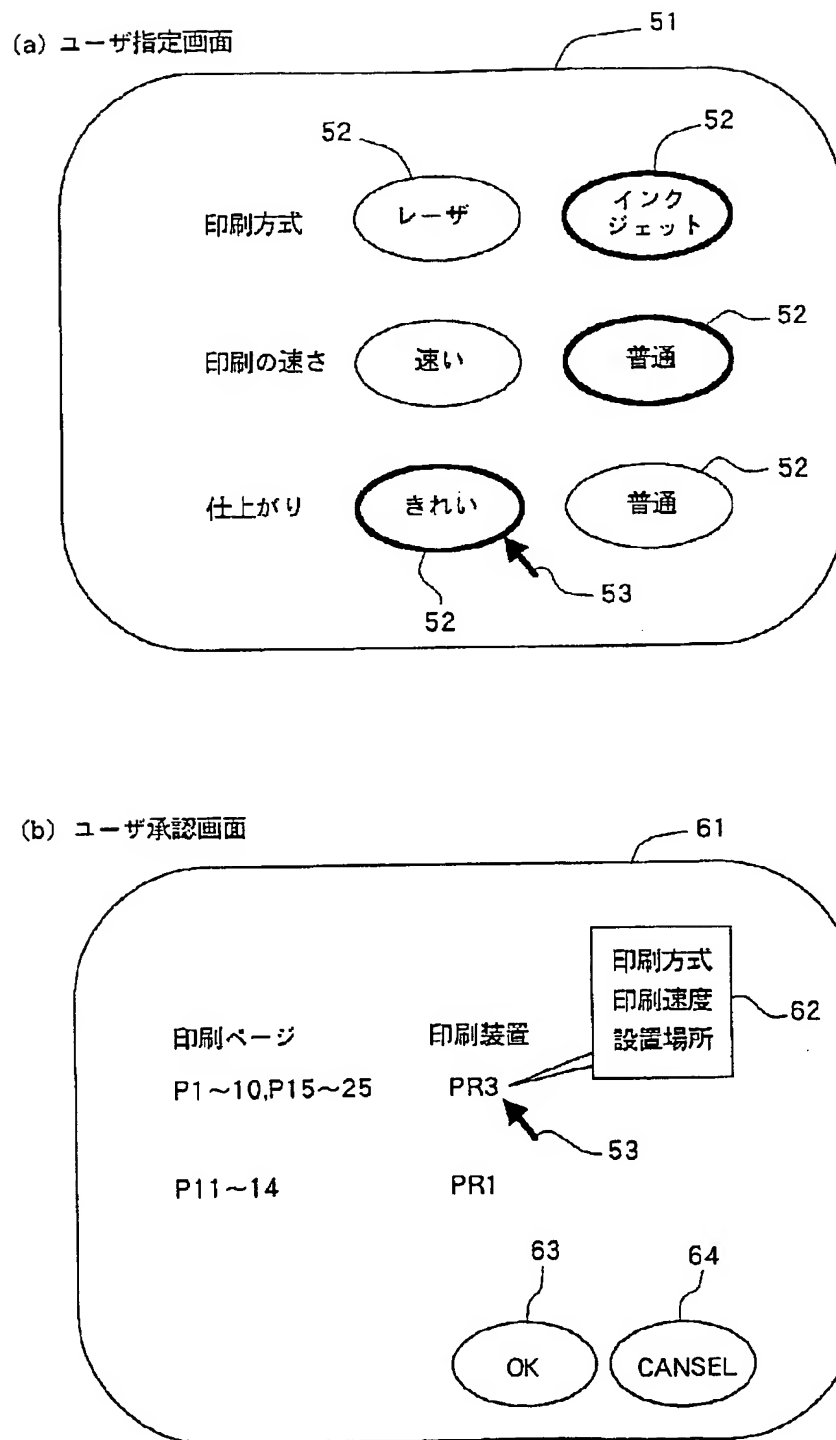 (a) ユーザ指定画面
51
52
52
印刷方式
レーザ
インク
ジェット
52
印刷の速さ
速い
普通
52
仕上がり
きれい
普通
53
52
(b) ユーザ承認画面
61
印刷方式
印刷速度
設置場所
62
印刷ページ
印刷装置
P1~10,P15~25
PR3
53
P11~14
PR1
63
64
OK
CANSEL